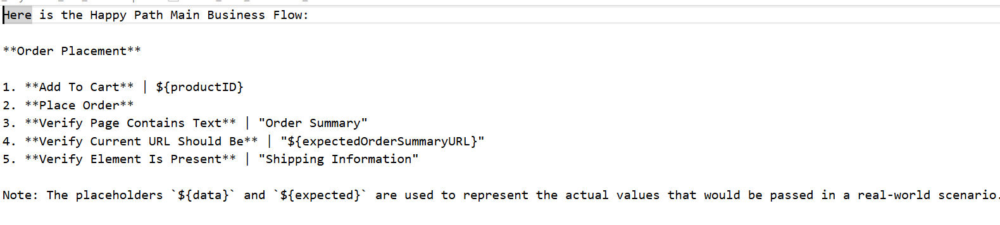 Here is the Happy Path Main Business Flow:
**Order Placement**
1. **Add To Cart** | ${productID}
2. **Place Order**
3. **Verify Page Contains Text** | "Order Summary"
4. **Verify Current URL Should Be** | "${expectedOrderSummaryURL}"
5. **Verify Element Is Present** | "Shipping Information"
Note: The placeholders `${data}` and `${expected}` are used to represent the actual values that would be passed in a real-world scenario.